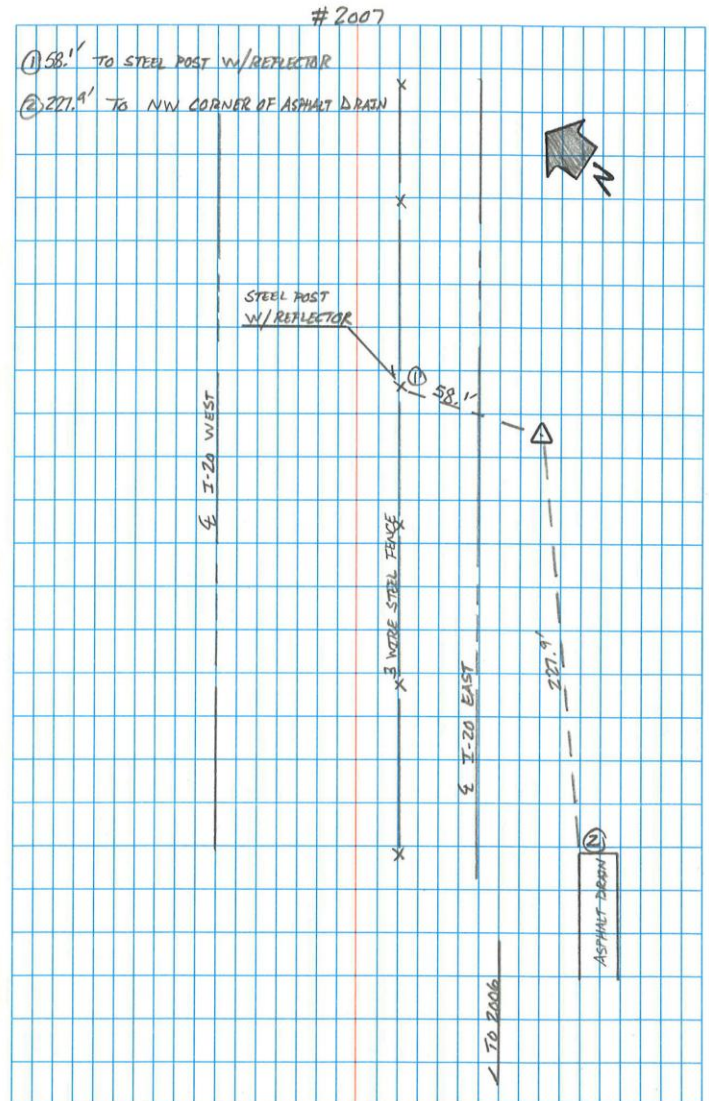 # 2007
① 58.1' TO STEEL POST W/REFLECTOR
② 227.9' TO NW CORNER OF ASPHALT DRAIN
N
STEEL POST
W/REFLECTOR
① 58.1'
℄ I-20 WEST
3 WIRE STEEL FENCE
℄ I-20 EAST
227.9'
②
ASPHALT DRAIN
TO 2006